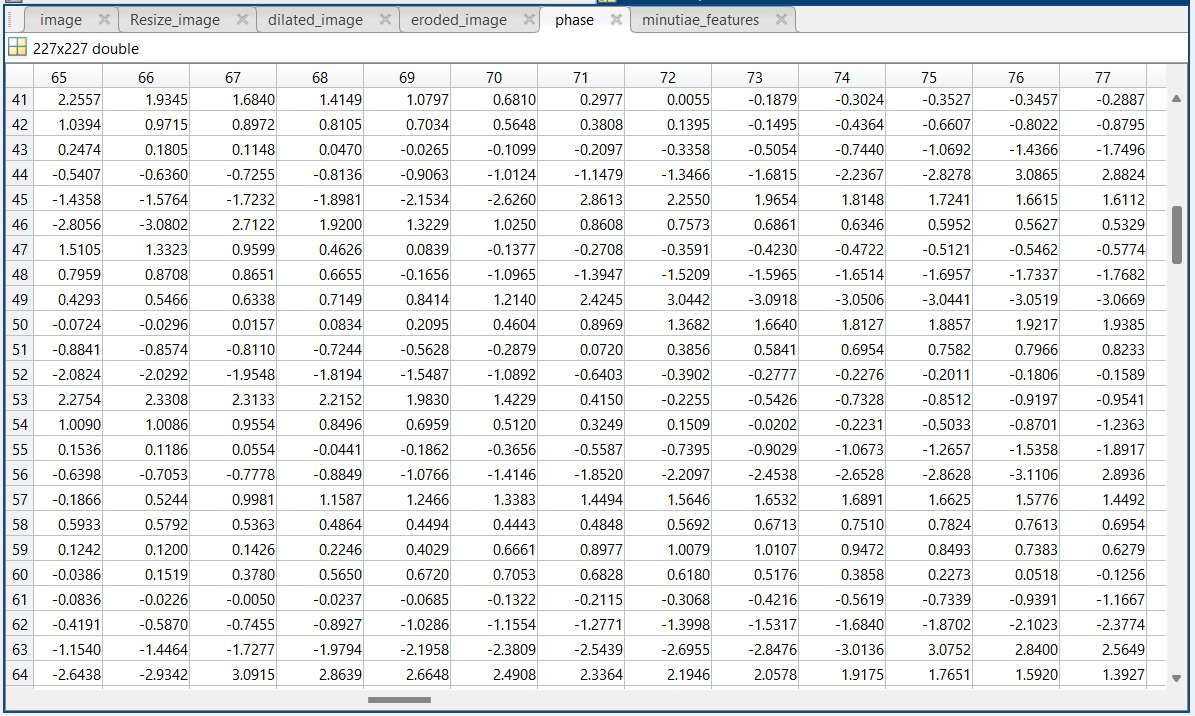 image Resize_image dilated_image eroded_image phase minutiae_features
227x227 double
65 66 67 68 69 70 71 72 73 74 75 76 77
41 2.2557 1.9345 1.6840 1.4149 1.0797 0.6810 0.2977 0.0055 -0.1879 -0.3024 -0.3527 -0.3457 -0.2887
42 1.0394 0.9715 0.8972 0.8105 0.7034 0.5648 0.3808 0.1395 -0.1495 -0.4364 -0.6607 -0.8022 -0.8795
43 0.2474 0.1805 0.1148 0.0470 -0.0265 -0.1099 -0.2097 -0.3358 -0.5054 -0.7440 -1.0692 -1.4366 -1.7496
44 -0.5407 -0.6360 -0.7255 -0.8136 -0.9063 -1.0124 -1.1479 -1.3466 -1.6815 -2.2367 -2.8278 3.0865 2.8824
45 -1.4358 -1.5764 -1.7232 -1.8981 -2.1534 -2.6260 2.8613 2.2550 1.9654 1.8148 1.7241 1.6615 1.6112
46 -2.8056 -3.0802 2.7122 1.9200 1.3229 1.0250 0.8608 0.7573 0.6861 0.6346 0.5952 0.5627 0.5329
47 1.5105 1.3323 0.9599 0.4626 0.0839 -0.1377 -0.2708 -0.3591 -0.4230 -0.4722 -0.5121 -0.5462 -0.5774
48 0.7959 0.8708 0.8651 0.6655 -0.1656 -1.0965 -1.3947 -1.5209 -1.5965 -1.6514 -1.6957 -1.7337 -1.7682
49 0.4293 0.5466 0.6338 0.7149 0.8414 1.2140 2.4245 3.0442 -3.0918 -3.0506 -3.0441 -3.0519 -3.0669
50 -0.0724 -0.0296 0.0157 0.0834 0.2095 0.4604 0.8969 1.3682 1.6640 1.8127 1.8857 1.9217 1.9385
51 -0.8841 -0.8574 -0.8110 -0.7244 -0.5628 -0.2879 0.0720 0.3856 0.5841 0.6954 0.7582 0.7966 0.8233
52 -2.0824 -2.0292 -1.9548 -1.8194 -1.5487 -1.0892 -0.6403 -0.3902 -0.2777 -0.2276 -0.2011 -0.1806 -0.1589
53 2.2754 2.3308 2.3133 2.2152 1.9830 1.4229 0.4150 -0.2255 -0.5426 -0.7328 -0.8512 -0.9197 -0.9541
54 1.0090 1.0086 0.9554 0.8496 0.6959 0.5120 0.3249 0.1509 -0.0202 -0.2231 -0.5033 -0.8701 -1.2363
55 0.1536 0.1186 0.0554 -0.0441 -0.1862 -0.3656 -0.5587 -0.7395 -0.9029 -1.0673 -1.2657 -1.5358 -1.8917
56 -0.6398 -0.7053 -0.7778 -0.8849 -1.0766 -1.4146 -1.8520 -2.2097 -2.4538 -2.6528 -2.8628 -3.1106 2.8936
57 -0.1866 0.5244 0.9981 1.1587 1.2466 1.3383 1.4494 1.5646 1.6532 1.6891 1.6625 1.5776 1.4492
58 0.5933 0.5792 0.5363 0.4864 0.4494 0.4443 0.4848 0.5692 0.6713 0.7510 0.7824 0.7613 0.6954
59 0.1242 0.1200 0.1426 0.2246 0.4029 0.6661 0.8977 1.0079 1.0107 0.9472 0.8493 0.7383 0.6279
60 -0.0386 0.1519 0.3780 0.5650 0.6720 0.7053 0.6828 0.6180 0.5176 0.3858 0.2273 0.0518 -0.1256
61 -0.0836 -0.0226 -0.0050 -0.0237 -0.0685 -0.1322 -0.2115 -0.3068 -0.4216 -0.5619 -0.7339 -0.9391 -1.1667
62 -0.4191 -0.5870 -0.7455 -0.8927 -1.0286 -1.1554 -1.2771 -1.3998 -1.5317 -1.6840 -1.8702 -2.1023 -2.3774
63 -1.1540 -1.4464 -1.7277 -1.9794 -2.1958 -2.3809 -2.5439 -2.6955 -2.8476 -3.0136 3.0752 2.8400 2.5649
64 -2.6438 -2.9342 3.0915 2.8639 2.6648 2.4908 2.3364 2.1946 2.0578 1.9175 1.7651 1.5920 1.3927